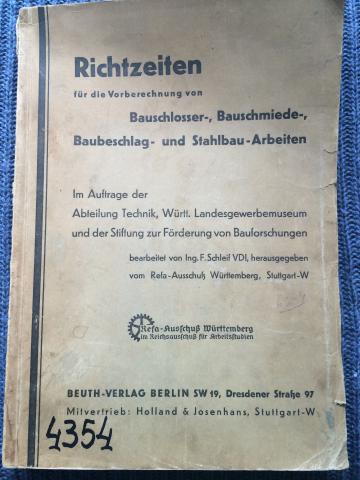 Richtzeiten
für die Vorberechnung von
Bauschlosser-, Bauschmiede-,
Baubeschlag- und Stahlbau-Arbeiten
Im Auftrage der
Abteilung Technik, Württ. Landesgewerbemuseum
und der Stiftung zur Förderung von Bauforschungen
bearbeitet von Ing. F. Schleif VDI, herausgegeben
vom Refa-Ausschuß Württemberg, Stuttgart-W
Refa-Ausschuß Württemberg
im Reichsausschuß für Arbeitsstudien
BEUTH-VERLAG BERLIN SW 19, Dresdener Straße 97
Mitvertrieb: Holland & Josenhans, Stuttgart-W
4354